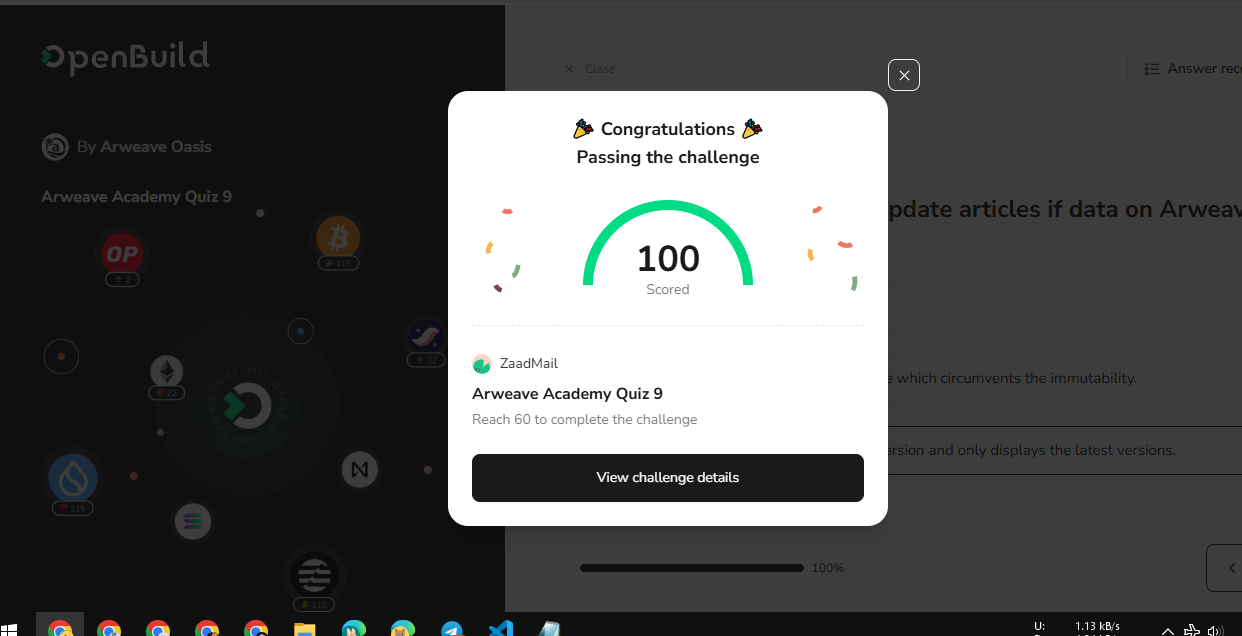 OpenBuild
Close
Answer rec
By Arweave Oasis
Arweave Academy Quiz 9
Congratulations
Passing the challenge
100
Scored
ZaadMail
Arweave Academy Quiz 9
Reach 60 to complete the challenge
View challenge details
pdate articles if data on Arweav
e which circumvents the immutability.
ersion and only displays the latest versions.
100%
OP
2
115
32
22
115
115
U:
1.13 kB/s